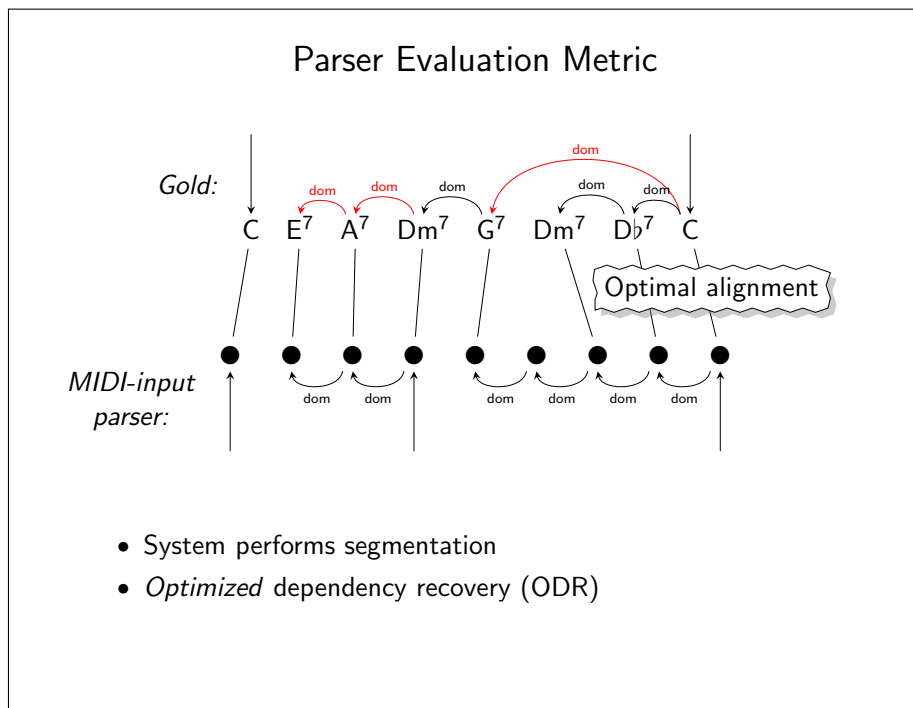 Parser Evaluation Metric
dom
dom dom dom dom dom
Gold:
C E⁷ A⁷ Dm⁷ G⁷ Dm⁷ D♭⁷ C
Optimal alignment
MIDI-input
parser:
dom dom dom dom dom dom
• System performs segmentation
• Optimized dependency recovery (ODR)